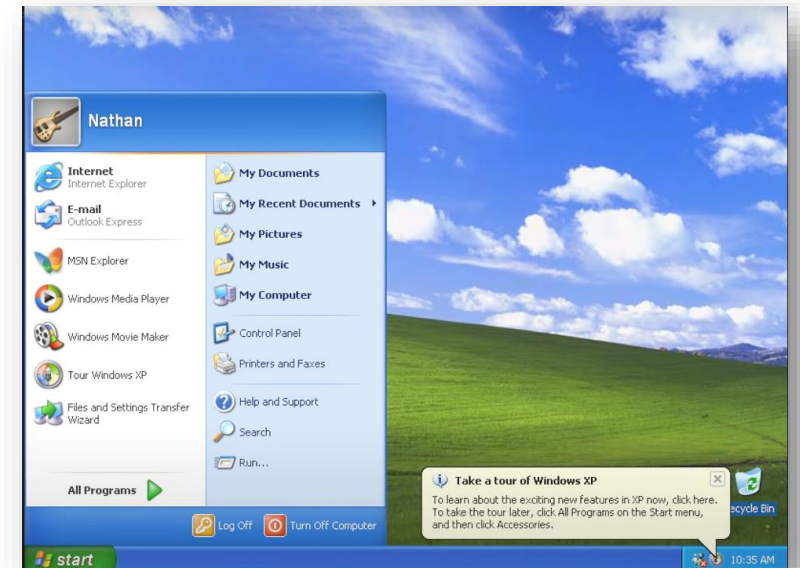 Nathan
Internet
Internet Explorer
E-mail
Outlook Express
MSN Explorer
Windows Media Player
Windows Movie Maker
Tour Windows XP
Files and Settings Transfer
Wizard
All Programs
My Documents
My Recent Documents
My Pictures
My Music
My Computer
Control Panel
Printers and Faxes
Help and Support
Search
Run...
Log Off
Turn Off Computer
Take a tour of Windows XP
To learn about the exciting new features in XP now, click here.
To take the tour later, click All Programs on the Start menu,
and then click Accessories.
ecycle Bin
start
10:35 AM